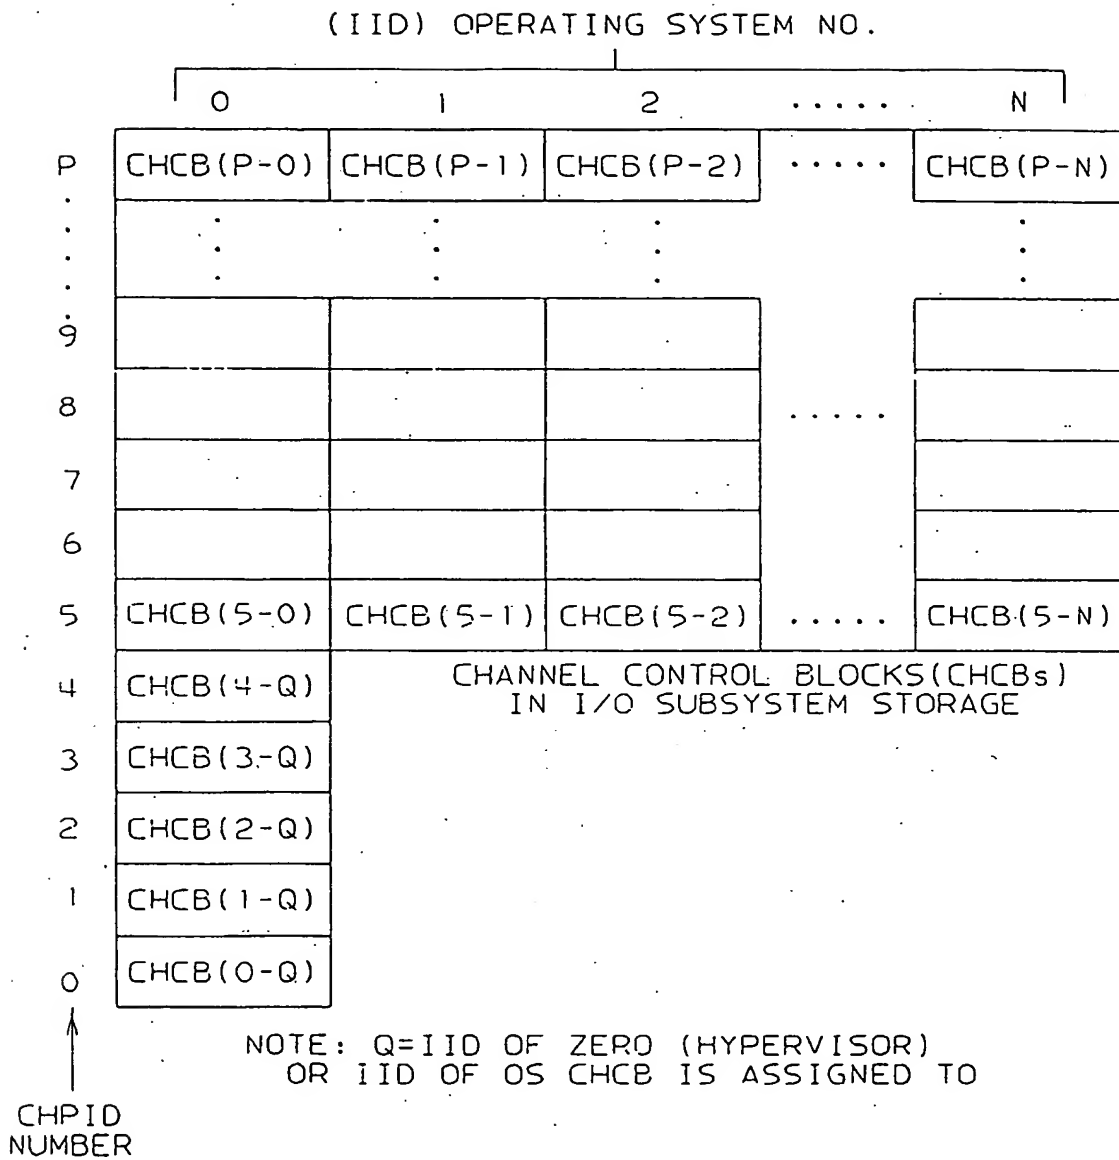 (IID) OPERATING SYSTEM NO.
0 1 2 ..... N
P CHCB(P-0) CHCB(P-1) CHCB(P-2) ..... CHCB(P-N)
9
8 .....
7
6
5 CHCB(5-0) CHCB(5-1) CHCB(5-2) ..... CHCB(5-N)
4 CHCB(4-Q)
CHANNEL CONTROL BLOCKS(CHCBs)
IN I/O SUBSYSTEM STORAGE
3 CHCB(3-Q)
2 CHCB(2-Q)
1 CHCB(1-Q)
0 CHCB(0-Q)
NOTE: Q=IID OF ZERO (HYPERVISOR)
OR IID OF OS CHCB IS ASSIGNED TO
CHPID
NUMBER